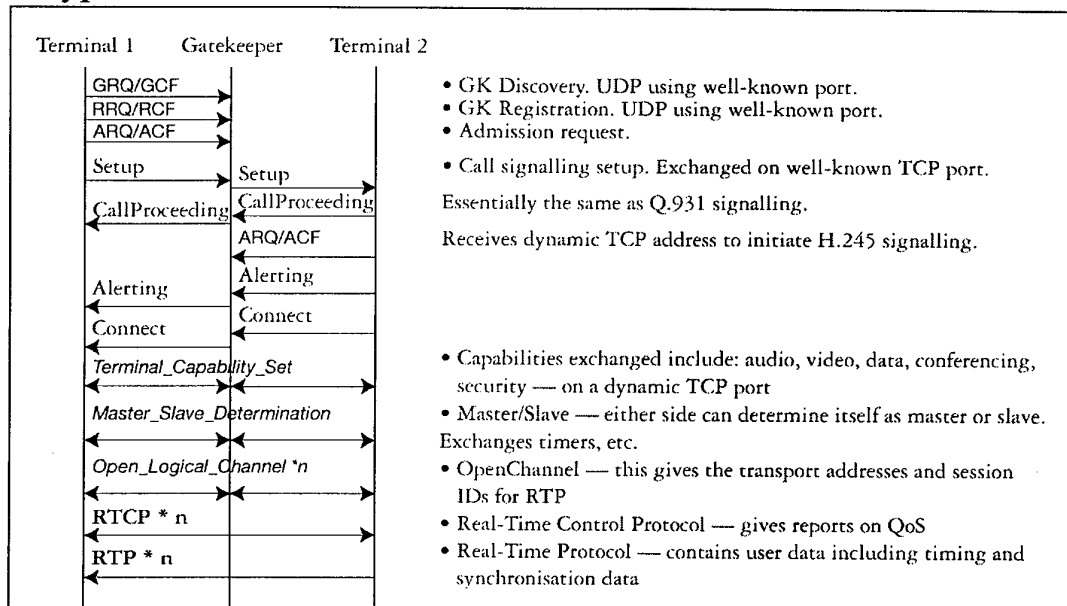 Terminal 1 Gatekeeper Terminal 2
GRQ/GCF
• GK Discovery. UDP using well-known port.
RRQ/RCF
• GK Registration. UDP using well-known port.
ARQ/ACF
• Admission request.
Setup
Setup
• Call signalling setup. Exchanged on well-known TCP port.
CallProceeding
CallProceeding
Essentially the same as Q.931 signalling.
ARQ/ACF
Receives dynamic TCP address to initiate H.245 signalling.
Alerting
Alerting
Connect
Connect
Terminal_Capability_Set
• Capabilities exchanged include: audio, video, data, conferencing,
security — on a dynamic TCP port
Master_Slave_Determination
• Master/Slave — either side can determine itself as master or slave.
Exchanges timers, etc.
Open_Logical_Channel *n
• OpenChannel — this gives the transport addresses and session
IDs for RTP
RTCP * n
• Real-Time Control Protocol — gives reports on QoS
RTP * n
• Real-Time Protocol — contains user data including timing and
synchronisation data